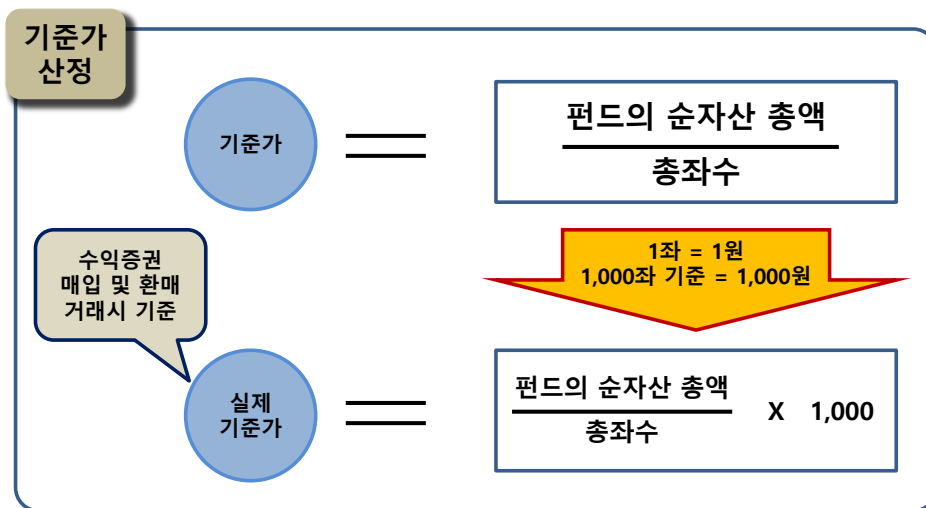 기준가
산정
기준가
펀드의 순자산 총액
총좌수
1좌 = 1원
1,000좌 기준 = 1,000원
수익증권
매입 및 환매
거래시 기준
실제
기준가
펀드의 순자산 총액
총좌수
X 1,000